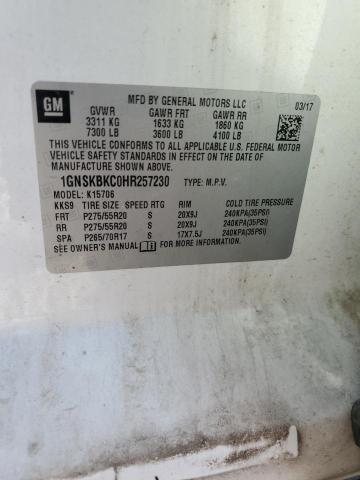 GM
MFD BY GENERAL MOTORS LLC 03/17
GVWR GAWR FRT GAWR RR
3311 KG 1633 KG 1860 KG
7300 LB 3600 LB 4100 LB
THIS VEHICLE CONFORMS TO ALL APPLICABLE U.S. FEDERAL MOTOR
VEHICLE SAFETY STANDARDS IN EFFECT ON THE DATE OF
MANUFACTURE SHOWN ABOVE.
1GNSKBKC0HR257230 TYPE: M.P.V.
MODEL: K15706
KKS9 TIRE SIZE SPEED RTG RIM COLD TIRE PRESSURE
FRT P275/55R20 S 20X9J 240KPA(35PSI)
RR P275/55R20 S 20X9J 240KPA(35PSI)
SPA P265/70R17 S 17X7.5J 240KPA(35PSI)
SEE OWNER'S MANUAL FOR MORE INFORMATION.